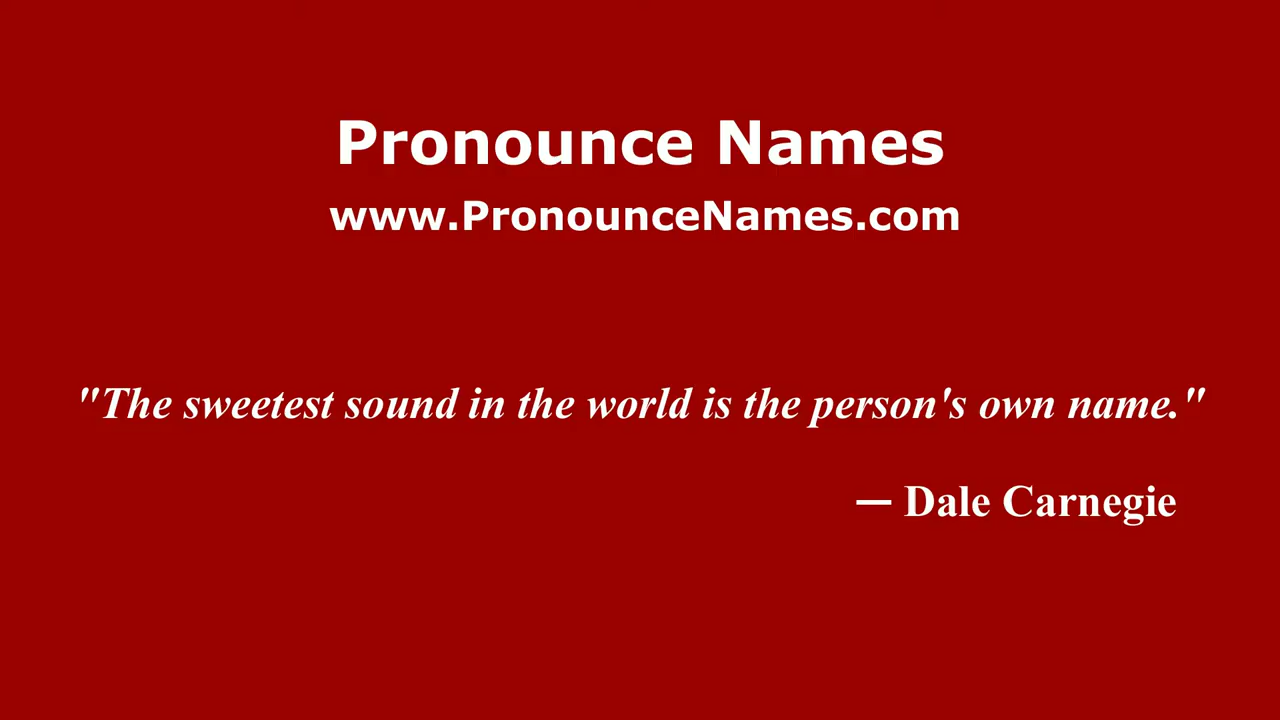 Pronounce Names
www.PronounceNames.com
"The sweetest sound in the world is the person's own name."
— Dale Carnegie